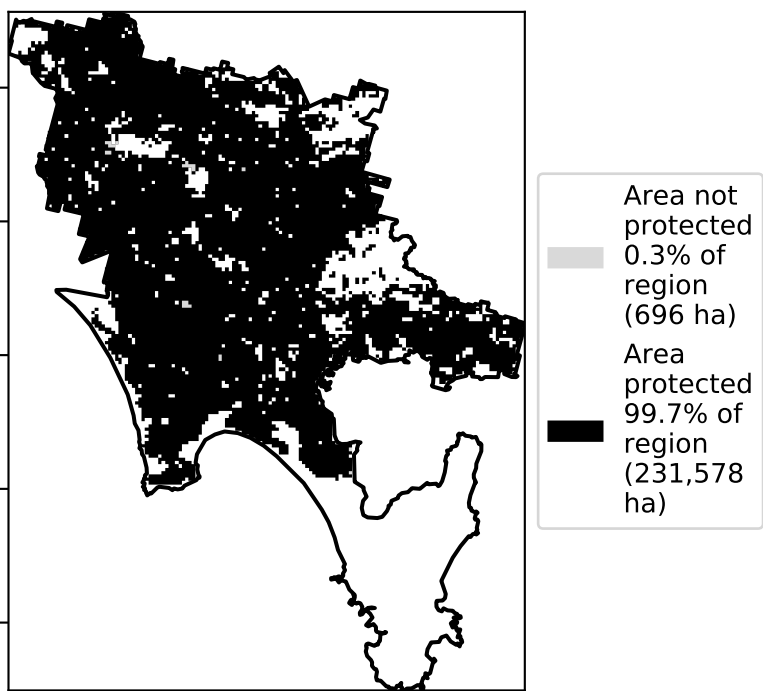 Area not
protected
0.3% of
region
(696 ha)
Area
protected
99.7% of
region
(231,578
ha)